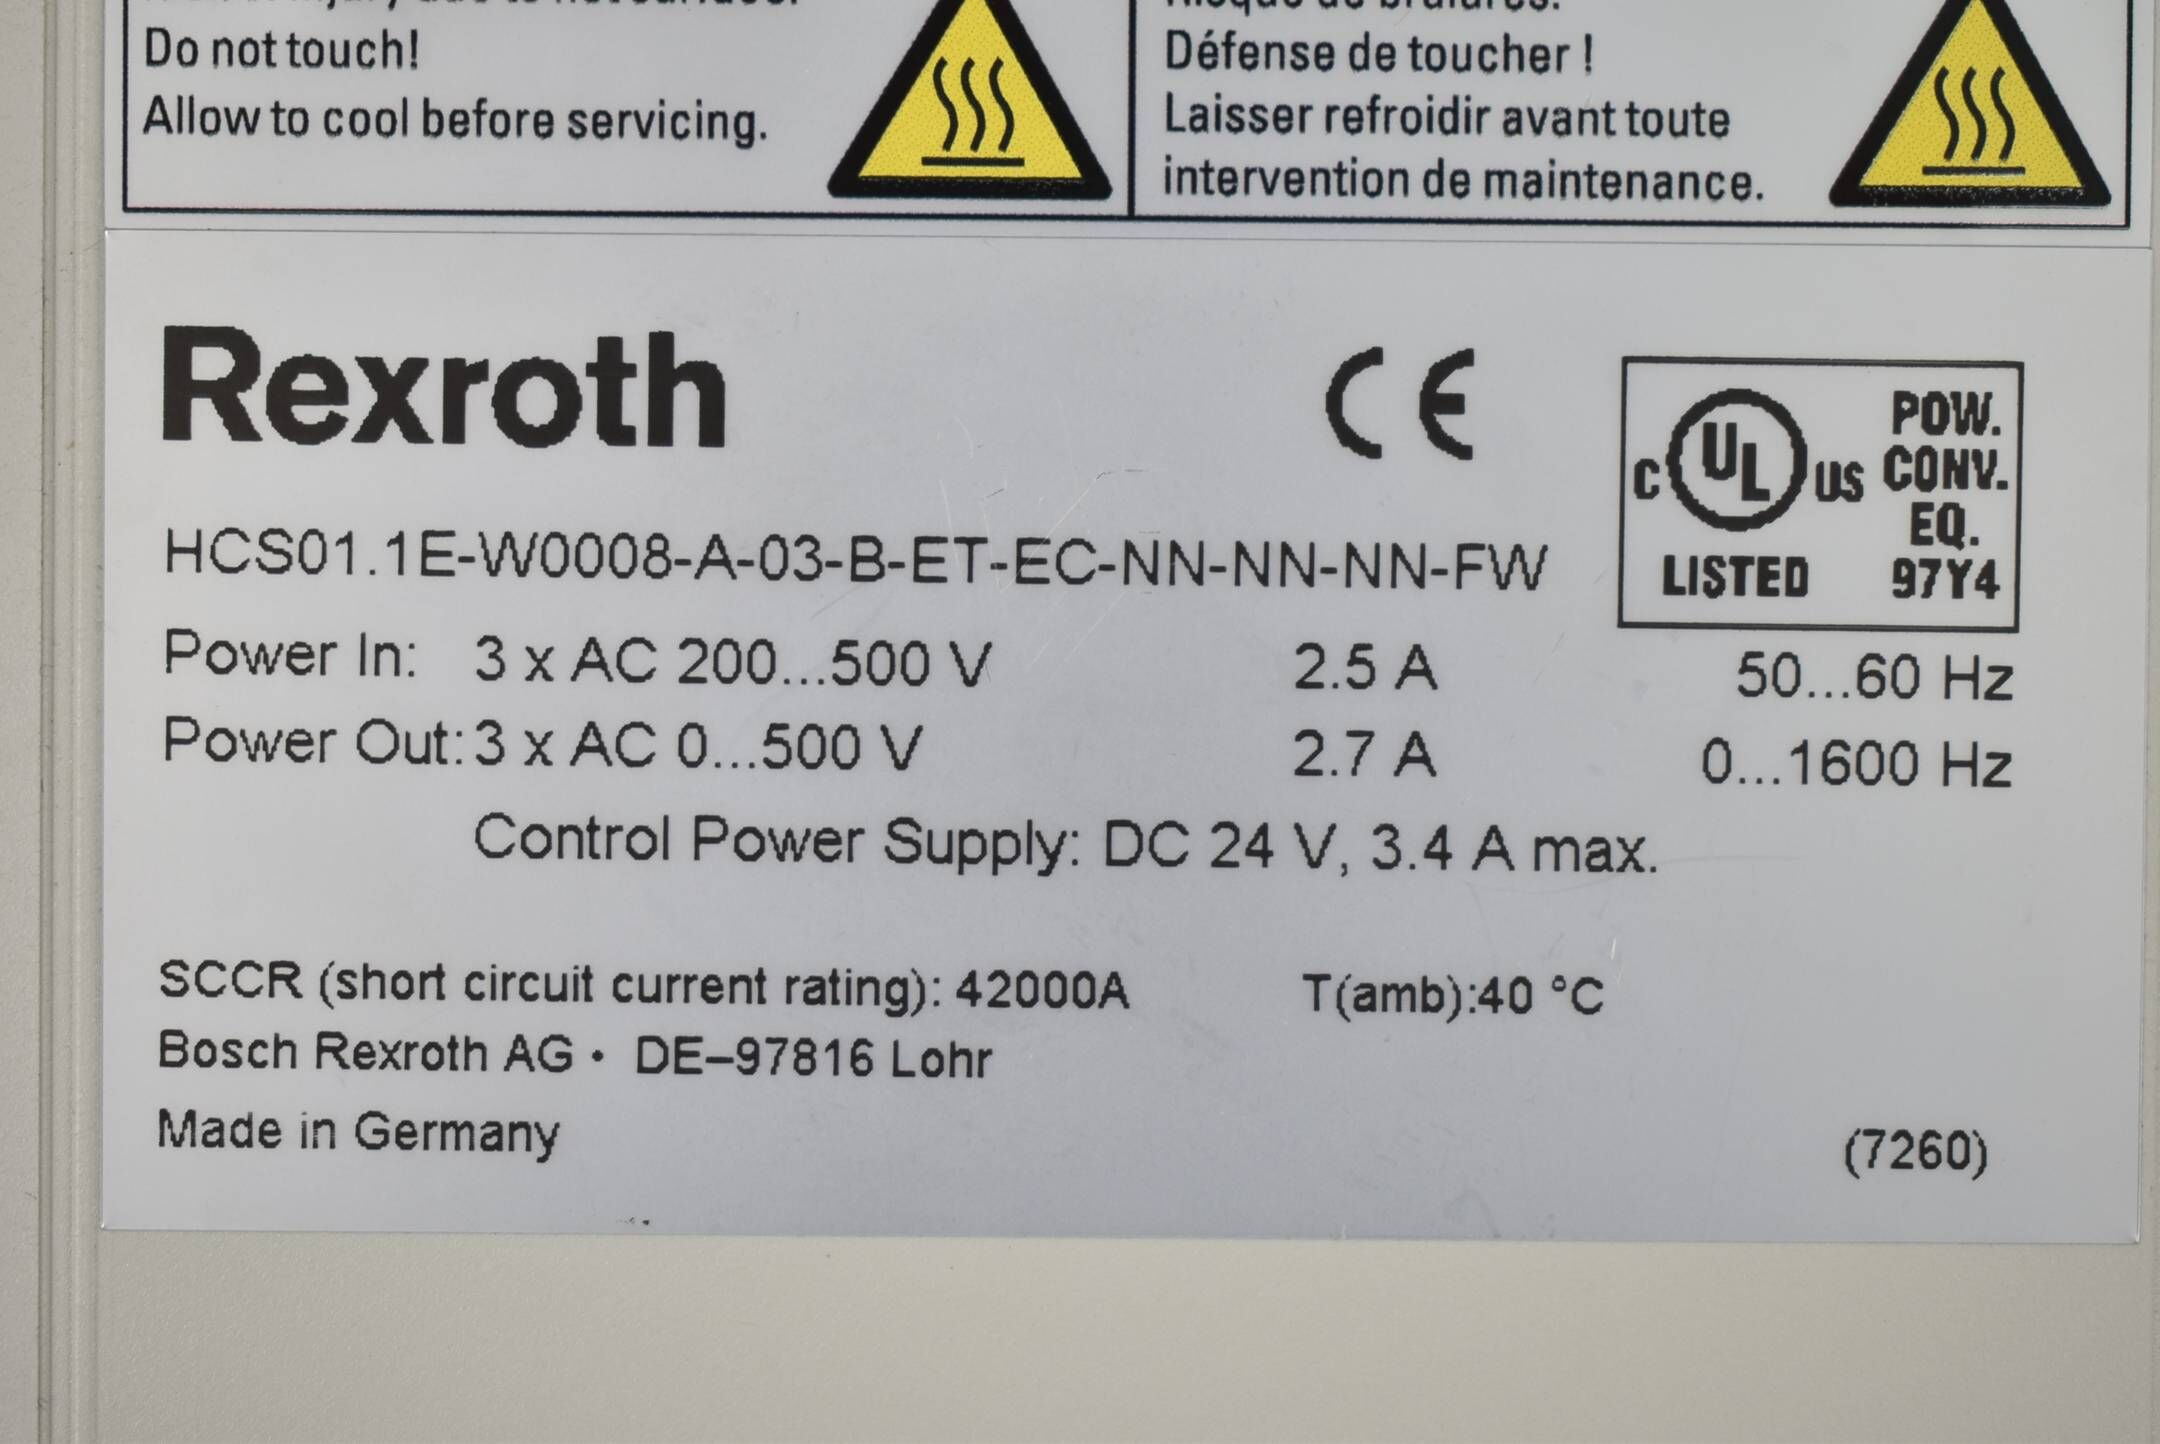 Do not touch!
Allow to cool before servicing.
Risque de brûlures.
Défense de toucher !
Laisser refroidir avant toute
intervention de maintenance.
Rexroth
CE
C UL US
LISTED
POW.
CONV.
EQ.
97Y4
HCS01.1E-W0008-A-03-B-ET-EC-NN-NN-NN-FW
Power In: 3 x AC 200...500 V 2.5 A 50...60 Hz
Power Out: 3 x AC 0...500 V 2.7 A 0...1600 Hz
Control Power Supply: DC 24 V, 3.4 A max.
SCCR (short circuit current rating): 42000A T(amb):40 °C
Bosch Rexroth AG • DE–97816 Lohr
Made in Germany
(7260)